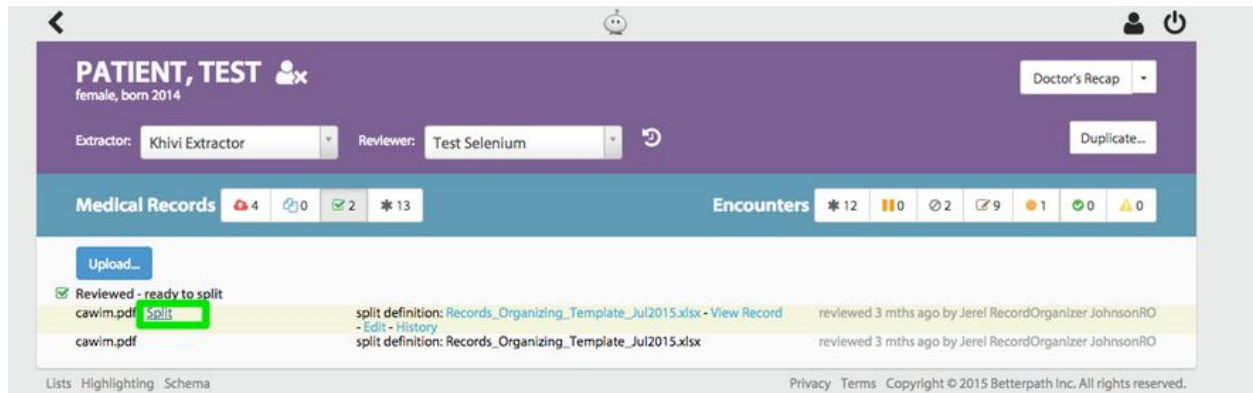 PATIENT, TEST
female, born 2014
Doctor's Recap
Extractor: Khivi Extractor Reviewer: Test Selenium
Duplicate...
Medical Records 4 0 2 13 Encounters 12 0 2 9 1 0 0
Upload...
Reviewed - ready to split
cawim.pdf Split split definition: Records_Organizing_Template_Jul2015.xlsx - View Record reviewed 3 mths ago by Jerel RecordOrganizer JohnsonRO
- Edit - History
cawim.pdf split definition: Records_Organizing_Template_Jul2015.xlsx reviewed 3 mths ago by Jerel RecordOrganizer JohnsonRO
Lists Highlighting Schema Privacy Terms Copyright © 2015 Betterpath Inc. All rights reserved.